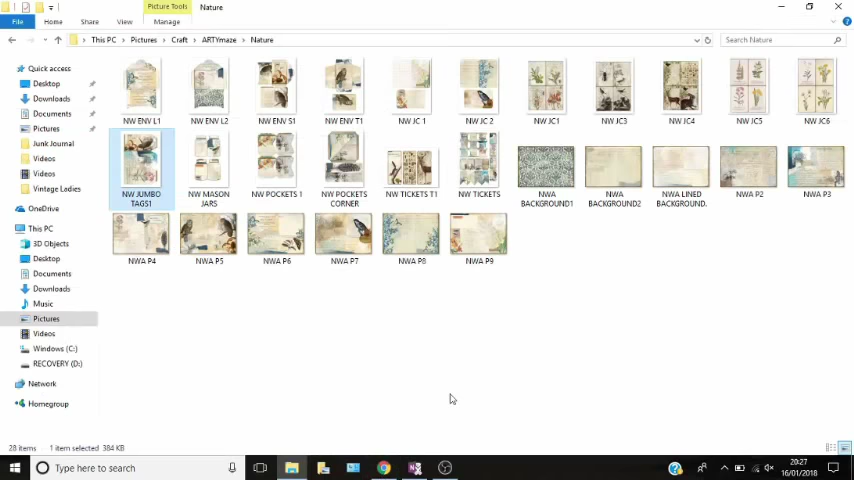 Picture Tools
Nature
File
Home
Share
View
Manage
This PC
Pictures
Craft
ARTYmaze
Nature
Search Nature
Quick access
Desktop
Downloads
Documents
Pictures
Junk Journal
Videos
Videos
Vintage Ladies
OneDrive
This PC
3D Objects
Desktop
Documents
Downloads
Music
Pictures
Videos
Windows (C:)
RECOVERY (D:)
Network
Homegroup
NW ENV L1
NW ENV L2
NW ENV S1
NW ENV T1
NW JC 1
NW JC 2
NW JC1
NW JC3
NW JC4
NW JC5
NW JC6
NW JUMBO
TAGS1
NW MASON
JARS
NW POCKETS 1
NW POCKETS
CORNER
NW TICKETS T1
NW TICKETS
NWA
BACKGROUND1
NWA
BACKGROUND2
NWA LINED
BACKGROUND.
NWA P2
NWA P3
NWA P4
NWA P5
NWA P6
NWA P7
NWA P8
NWA P9
28 items
1 item selected 384 KB
Type here to search
20:27
16/01/2018